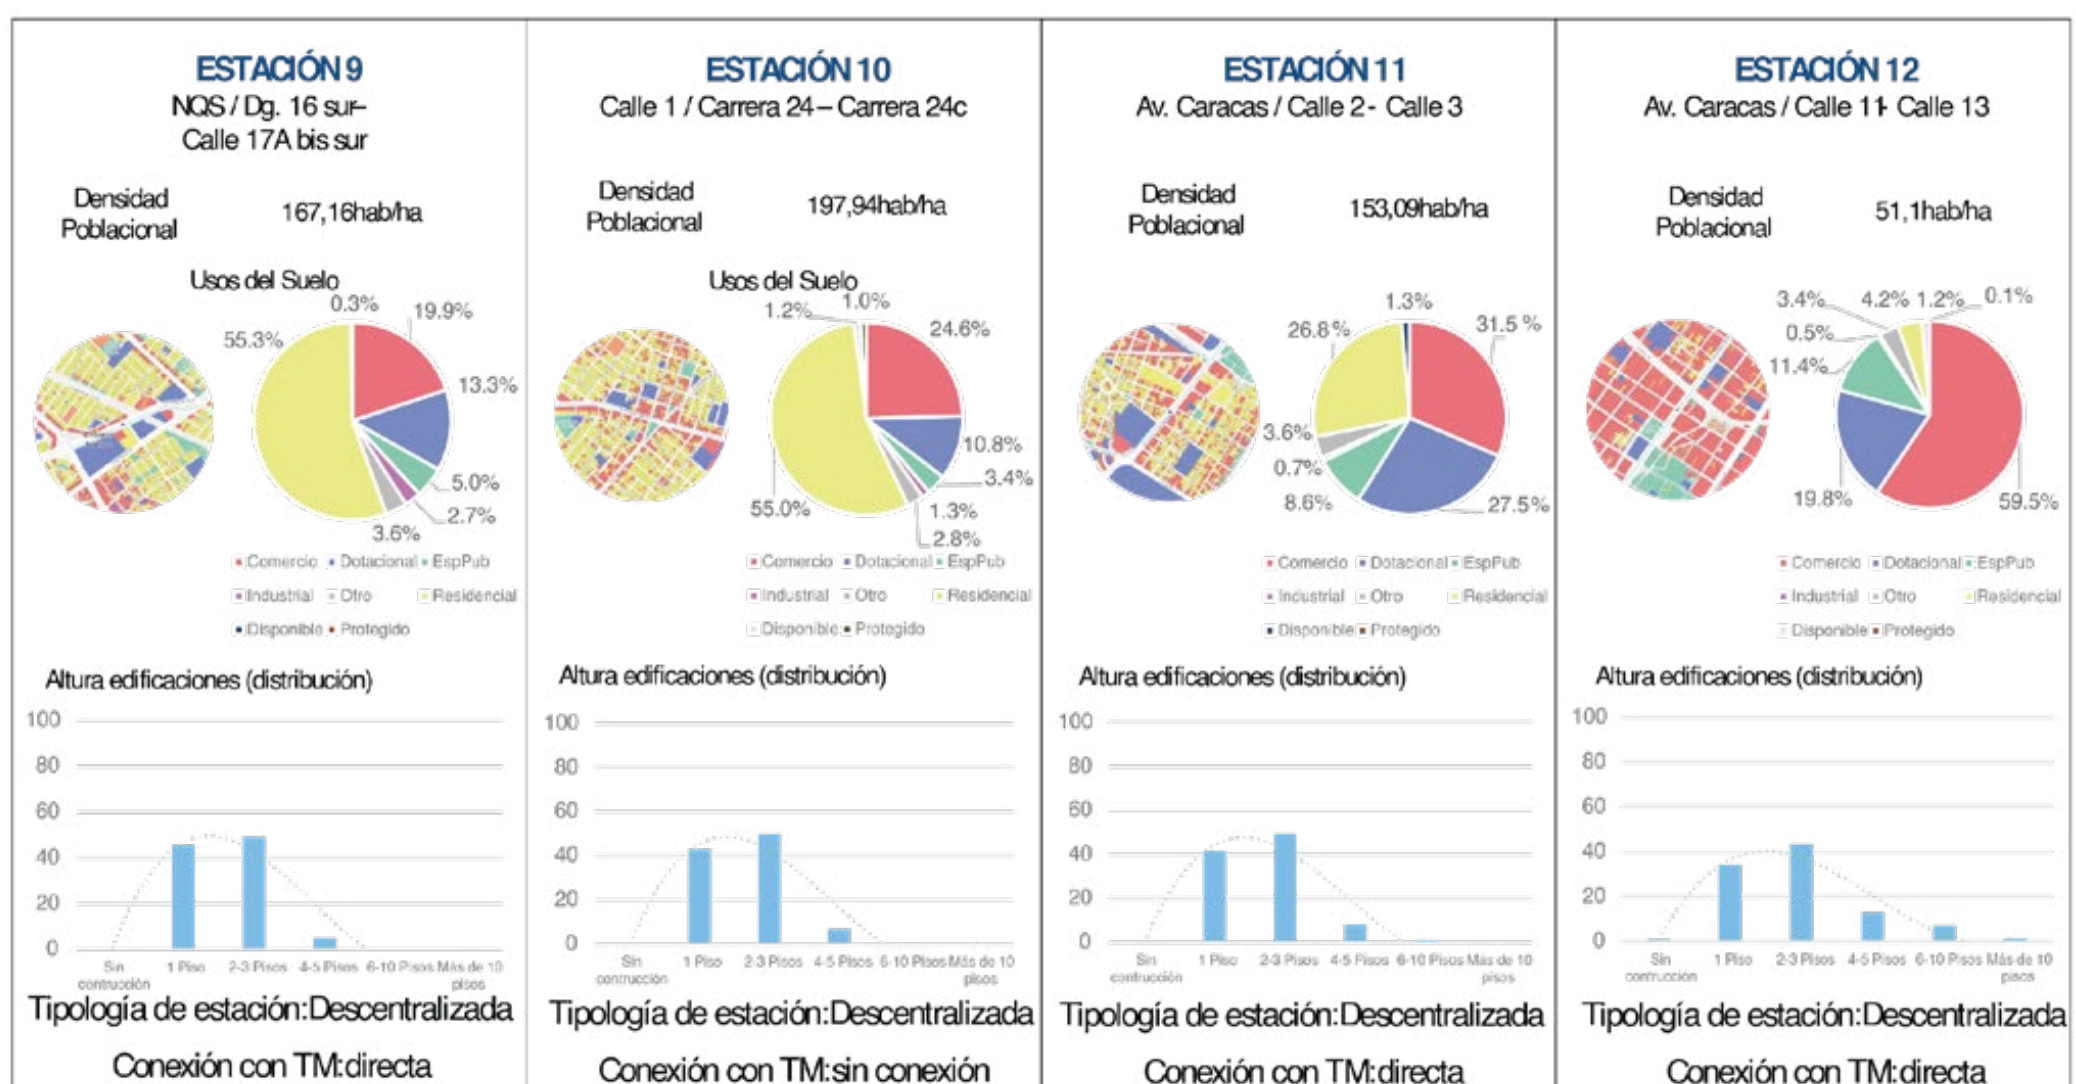 ESTACIÓN 9
NQS / Dg. 16 sur–
Calle 17A bis sur
Densidad
Poblacional
167,16hab/ha
Usos del Suelo
0.3%
19.9%
55.3%
13.3%
5.0%
2.7%
3.6%
Comercio Dotacional EspPub
Industrial Otro Residencial
Disponible Protegido
Altura edificaciones (distribución)
100
80
60
40
20
0
Sin contrucción 1 Piso 2-3 Pisos 4-5 Pisos 6-10 Pisos Más de 10 pisos
Tipología de estación:Descentralizada
Conexión con TM:directa
ESTACIÓN 10
Calle 1 / Carrera 24 – Carrera 24c
Densidad
Poblacional
197,94hab/ha
Usos del Suelo
1.2%
1.0%
24.6%
10.8%
3.4%
1.3%
2.8%
55.0%
Comercio Dotacional EspPub
Industrial Otro Residencial
Disponible Protegido
Altura edificaciones (distribución)
100
80
60
40
20
0
Sin contrucción 1 Piso 2-3 Pisos 4-5 Pisos 6-10 Pisos Más de 10 pisos
Tipología de estación:Descentralizada
Conexión con TM:sin conexión
ESTACIÓN 11
Av. Caracas / Calle 2 - Calle 3
Densidad
Poblacional
153,09hab/ha
1.3%
31.5 %
26.8%
3.6%
0.7%
8.6%
27.5%
Comercio Dotacional EspPub
Industrial Otro Residencial
Disponible Protegido
Altura edificaciones (distribución)
100
80
60
40
20
0
Sin contrucción 1 Piso 2-3 Pisos 4-5 Pisos 6-10 Pisos Más de 10 pisos
Tipología de estación:Descentralizada
Conexión con TM:directa
ESTACIÓN 12
Av. Caracas / Calle 11- Calle 13
Densidad
Poblacional
51,1hab/ha
3.4%
4.2%
1.2%
0.1%
0.5%
11.4%
19.8%
59.5%
Comercio Dotacional EspPub
Industrial Otro Residencial
Disponible Protegido
Altura edificaciones (distribución)
100
80
60
40
20
0
Sin contrucción 1 Piso 2-3 Pisos 4-5 Pisos 6-10 Pisos Más de 10 pisos
Tipología de estación:Descentralizada
Conexión con TM:directa